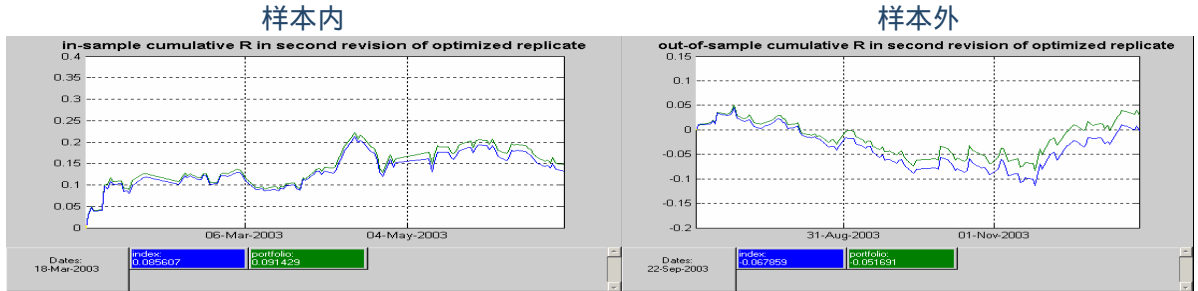 样本内
in-sample cumulative R in second revision of optimized replicate
0.4
0.35
0.3
0.25
0.2
0.15
0.1
0.05
0
06-Mar-2003 04-May-2003
Dates:
18-Mar-2003
index:
0.085607
portfolio:
0.091429
样本外
out-of-sample cumulative R in second revision of optimized replicate
0.15
0.1
0.05
0
-0.05
-0.1
-0.15
-0.2
31-Aug-2003 01-Nov-2003
Dates:
22-Sep-2003
index:
-0.067859
portfolio:
-0.051691